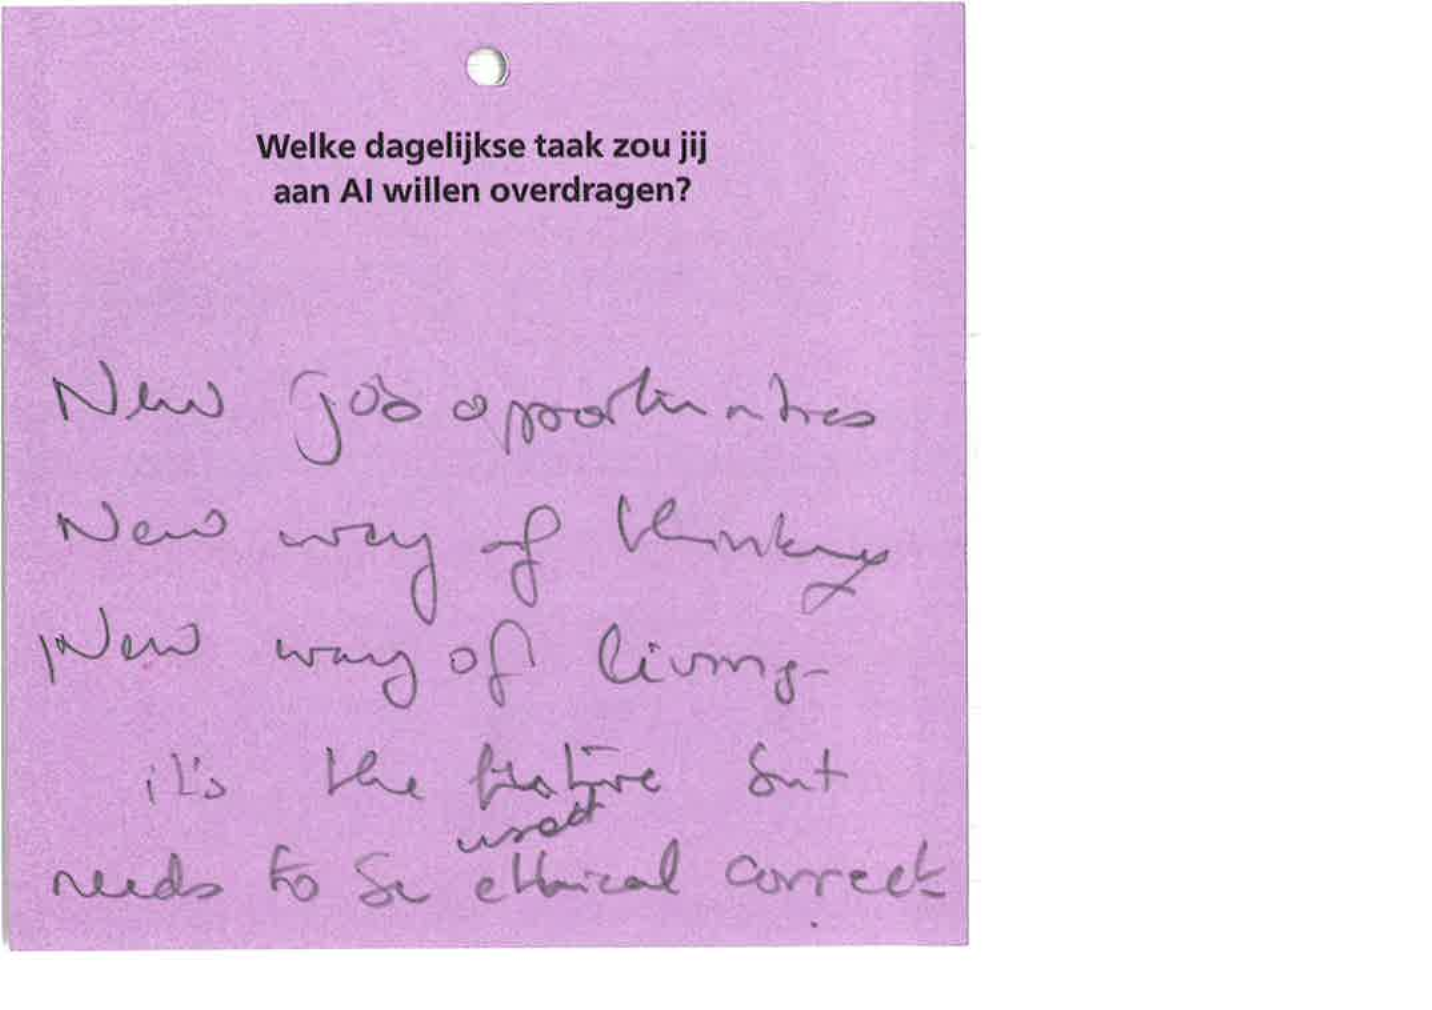 Welke dagelijkse taak zou jij
aan AI willen overdragen?
New job opportunities
New way of thinking
New way of living
it's the future but
used
needs to be ethical correct.